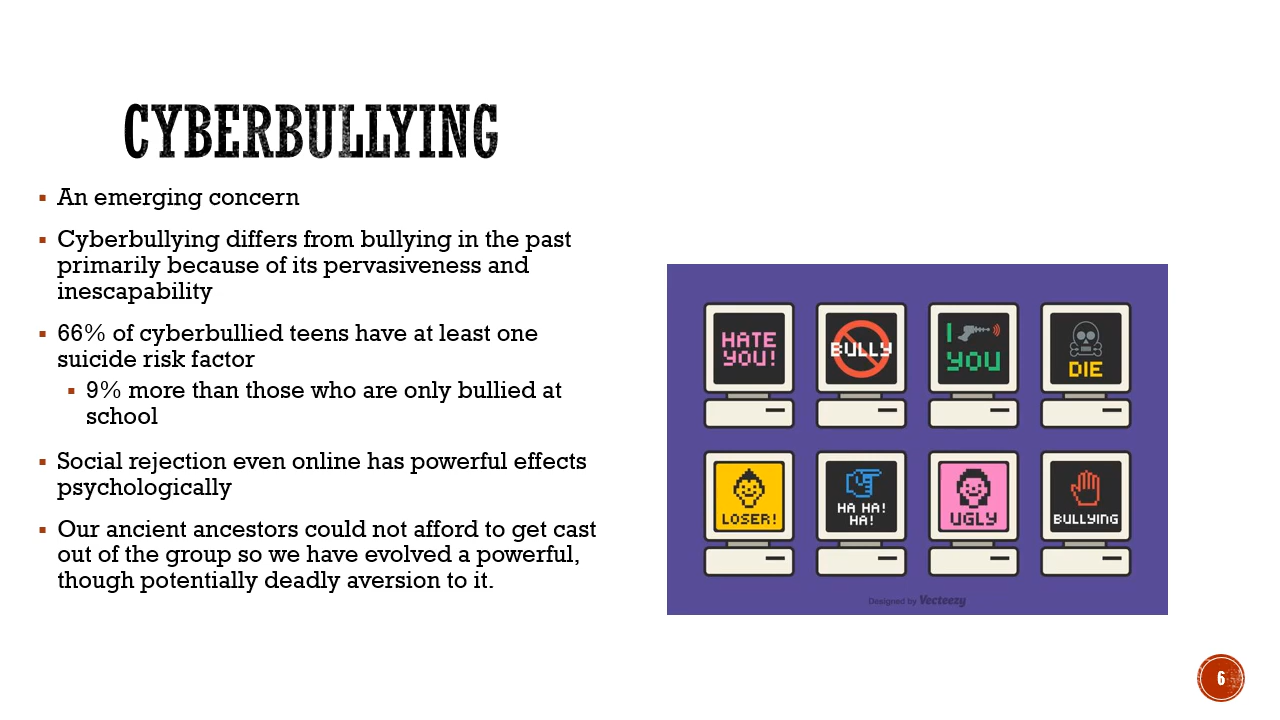 CYBERBULLYING
▪ An emerging concern
▪ Cyberbullying differs from bullying in the past
primarily because of its pervasiveness and
inescapability
▪ 66% of cyberbullied teens have at least one
suicide risk factor
▪ 9% more than those who are only bullied at
school
▪ Social rejection even online has powerful effects
psychologically
▪ Our ancient ancestors could not afford to get cast
out of the group so we have evolved a powerful,
though potentially deadly aversion to it.
HATE
YOU!
BULLY
I
YOU
DIE
LOSER!
HA HA!
HA!
UGLY
BULLYING
Designed by Vecteezy
6